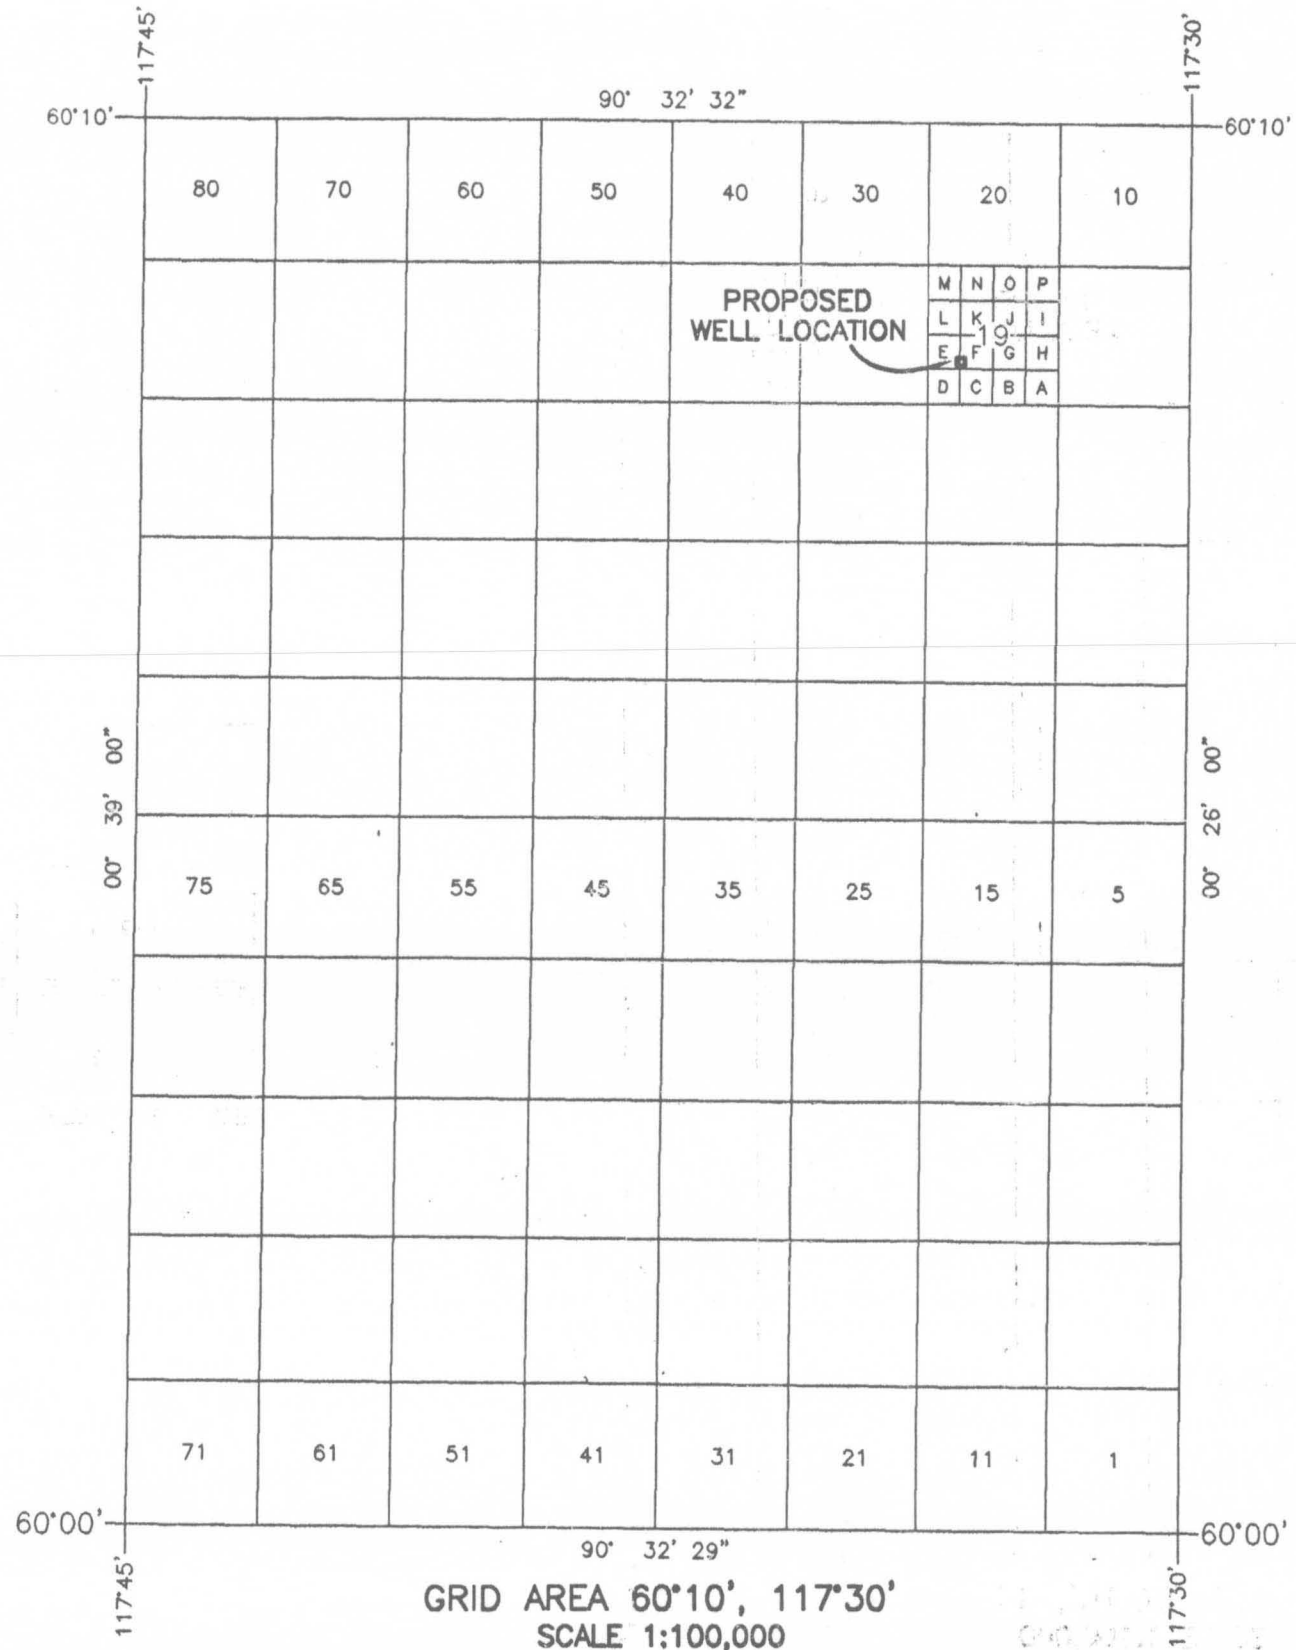 117°45'
117°30'
90° 32' 32"
60°10'
60°10'
80 70 60 50 40 30 20 10
PROPOSED
WELL LOCATION
M N O P
L K J I
19
E F G H
D C B A
00° 39' 00"
00° 26' 00"
75 65 55 45 35 25 15 5
71 61 51 41 31 21 11 1
60°00'
60°00'
90° 32' 29"
117°45'
117°30'
GRID AREA 60°10', 117°30'
SCALE 1:100,000